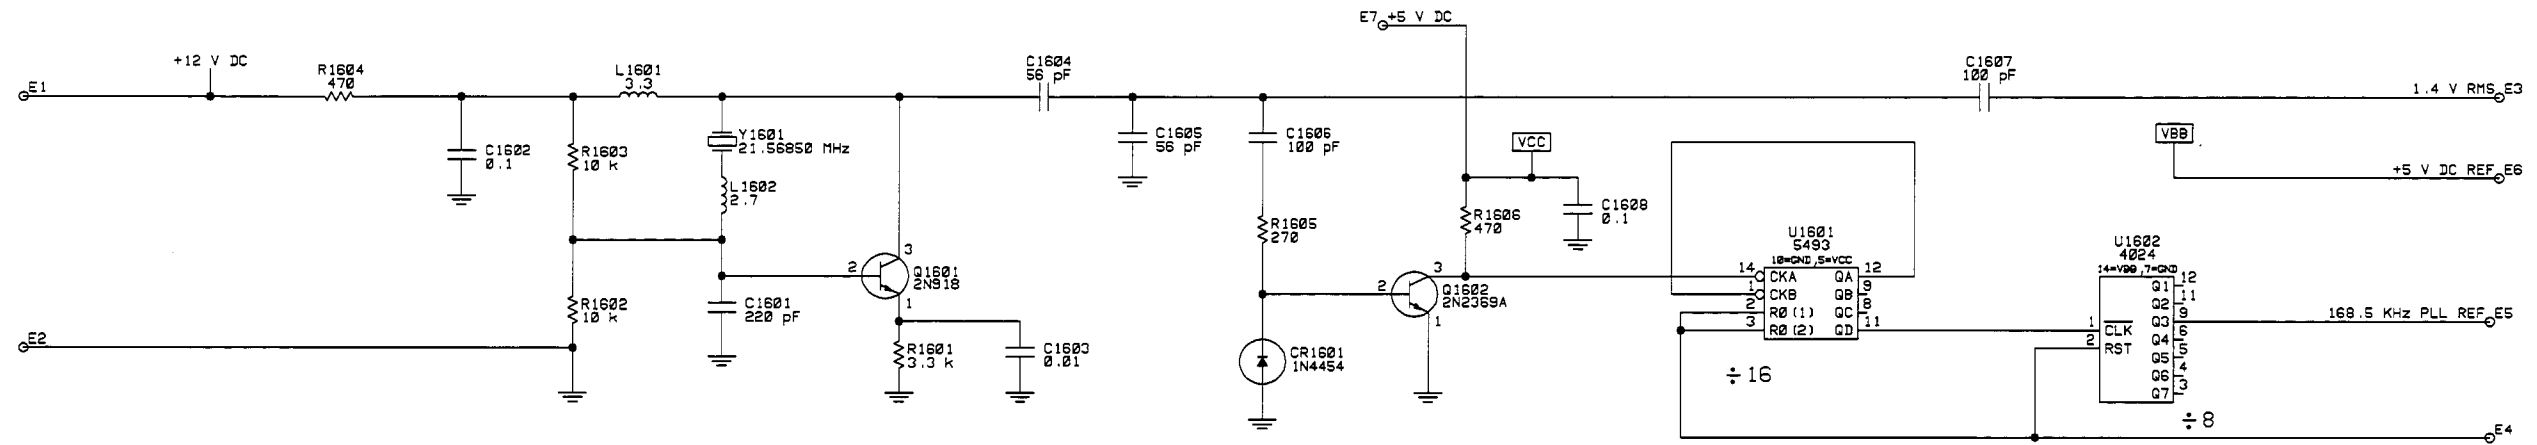 E7 +5 V DC
+12 V DC
E1
R1604
470
L1601
3.3
C1604
56 pF
C1607
100 pF
1.4 V RMS E3
C1602
0.1
R1603
10 k
Y1601
21.56850 MHz
C1605
56 pF
C1606
100 pF
VCC
VBB
L1602
2.7
+5 V DC REF E6
R1605
270
R1606
470
C1608
0.1
U1601
5493
10=GND,5=VCC
U1602
4024
14=VBB,7=GND
3
2
Q1601
2N918
1
3
2
Q1602
2N2369A
1
14 CKA QA 12
1 CKB QB 9
2 R0(1) QC 8
3 R0(2) QD 11
÷16
Q1 12
Q2 11
Q3 9
1 CLK Q4 6
2 RST Q5 5
Q6 4
Q7 3
÷8
168.5 KHz PLL REF E5
R1602
10 k
C1601
220 pF
E2
R1601
3.3 k
C1603
0.01
CR1601
1N4454
E4